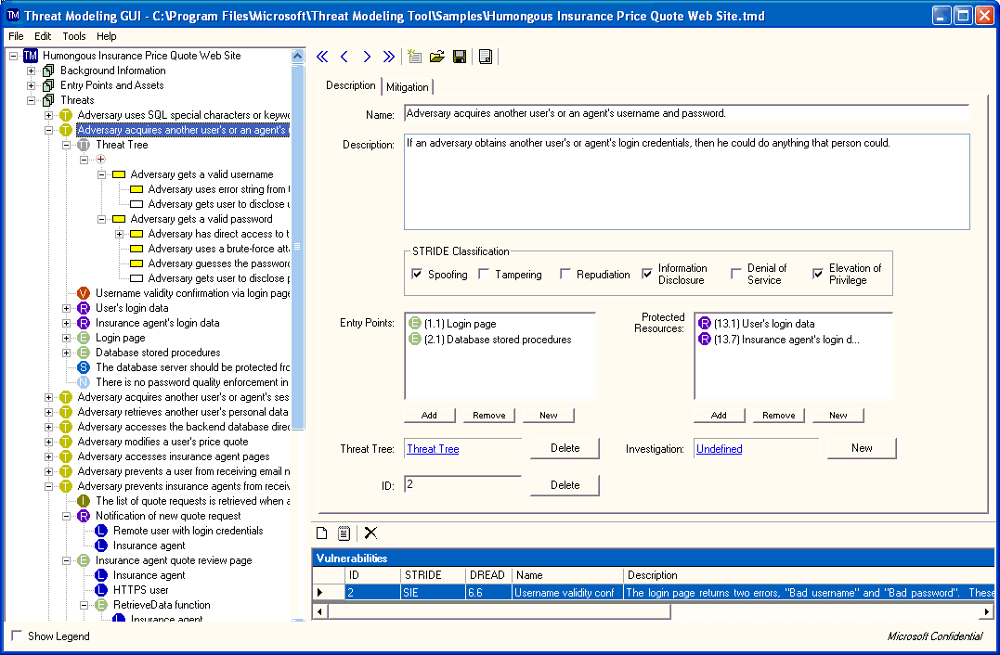 TM Threat Modeling GUI - C:\Program Files\Microsoft\Threat Modeling Tool\Samples\Humongous Insurance Price Quote Web Site.tmd
File Edit Tools Help
TM Humongous Insurance Price Quote Web Site
Background Information
Entry Points and Assets
Threats
T Adversary uses SQL special characters or keywo
T Adversary acquires another user's or an agent's
Threat Tree
Adversary gets a valid username
Adversary uses error string from
Adversary gets user to disclose
Adversary gets a valid password
Adversary has direct access to t
Adversary uses a brute-force atta
Adversary guesses the password
Adversary gets user to disclose p
V Username validity confirmation via login page
R User's login data
R Insurance agent's login data
E Login page
E Database stored procedures
S The database server should be protected fro
N There is no password quality enforcement in
T Adversary acquires another user's or agent's ses
T Adversary retrieves another user's personal data
T Adversary accesses the backend database direc
T Adversary modifies a user's price quote
T Adversary accesses insurance agent pages
T Adversary prevents a user from receiving email n
T Adversary prevents insurance agents from receiv
I The list of quote requests is retrieved when a
R Notification of new quote request
L Remote user with login credentials
L Insurance agent
E Insurance agent quote review page
L Insurance agent
L HTTPS user
E RetrieveData function
L Insurance agent
Show Legend
Description Mitigation
Name: Adversary acquires another user's or an agent's username and password.
Description: If an adversary obtains another user's or agent's login credentials, then he could do anything that person could.
STRIDE Classification
Spoofing Tampering Repudiation Information Disclosure Denial of Service Elevation of Privilege
Entry Points:
E (1.1) Login page
E (2.1) Database stored procedures
Add Remove New
Protected Resources:
R (13.1) User's login data
R (13.7) Insurance agent's login d...
Add Remove New
Threat Tree: Threat Tree Delete
Investigation: Undefined New
ID: 2 Delete
Vulnerabilities
ID STRIDE DREAD Name Description
2 SIE 6.6 Username validity conf The login page returns two errors, "Bad username" and "Bad password". These
Microsoft Confidential